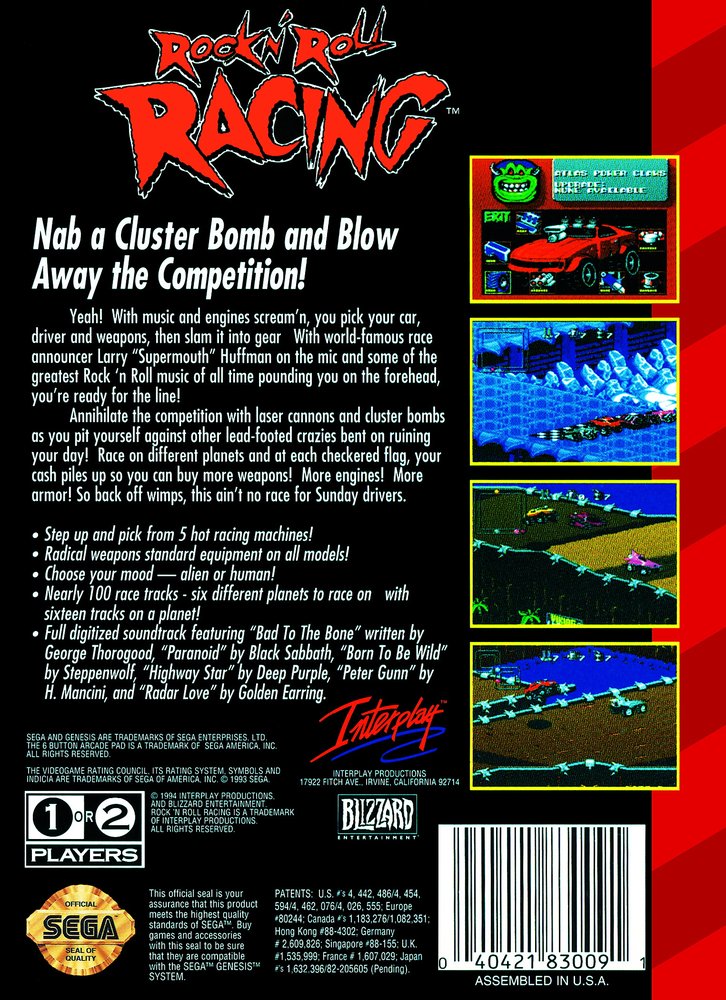 ROCK N' ROLL
RACING™
Nab a Cluster Bomb and Blow
Away the Competition!
Yeah! With music and engines scream'n, you pick your car,
driver and weapons, then slam it into gear With world-famous race
announcer Larry "Supermouth" Huffman on the mic and some of the
greatest Rock 'n Roll music of all time pounding you on the forehead,
you're ready for the line!
Annihilate the competition with laser cannons and cluster bombs
as you pit yourself against other lead-footed crazies bent on ruining
your day! Race on different planets and at each checkered flag, your
cash piles up so you can buy more weapons! More engines! More
armor! So back off wimps, this ain't no race for Sunday drivers.
• Step up and pick from 5 hot racing machines!
• Radical weapons standard equipment on all models!
• Choose your mood — alien or human!
• Nearly 100 race tracks - six different planets to race on with
sixteen tracks on a planet!
• Full digitized soundtrack featuring "Bad To The Bone" written by
George Thorogood, "Paranoid" by Black Sabbath, "Born To Be Wild"
by Steppenwolf, "Highway Star" by Deep Purple, "Peter Gunn" by
H. Mancini, and "Radar Love" by Golden Earring.
ATLAS POWER CLAWS
UPGRADE:
NONE AVAILABLE
EXIT
SEGA AND GENESIS ARE TRADEMARKS OF SEGA ENTERPRISES, LTD.
THE 6 BUTTON ARCADE PAD IS A TRADEMARK OF SEGA AMERICA, INC.
ALL RIGHTS RESERVED.
THE VIDEOGAME RATING COUNCIL, ITS RATING SYSTEM, SYMBOLS AND
INDICIA ARE TRADEMARKS OF SEGA OF AMERICA, INC. © 1993 SEGA.
Interplay™
INTERPLAY PRODUCTIONS
17922 FITCH AVE., IRVINE, CALIFORNIA 92714
1 OR 2
PLAYERS
© 1994 INTERPLAY PRODUCTIONS,
AND BLIZZARD ENTERTAINMENT.
ROCK 'N ROLL RACING IS A TRADEMARK
OF INTERPLAY PRODUCTIONS.
ALL RIGHTS RESERVED.
BLIZZARD
ENTERTAINMENT
OFFICIAL
SEGA
SEAL OF
QUALITY
This official seal is your
assurance that this product
meets the highest quality
standards of SEGA™. Buy
games and accessories
with this seal to be sure
that they are compatible
with the SEGA™ GENESIS™
SYSTEM.
PATENTS: U.S. #'s 4, 442, 486/4, 454,
594/4, 462, 076/4, 026, 555; Europe
#80244; Canada #'s 1,183,276/1,082,351;
Hong Kong #88-4302; Germany
# 2,609,826; Singapore #88-155; U.K.
#1,535,999; France # 1,607,029; Japan
#'s 1,632,396/82-205605 (Pending).
0 40421 83009 1
ASSEMBLED IN U.S.A.